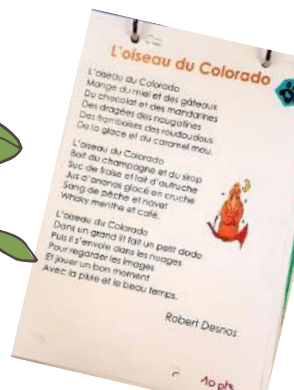 L'oiseau du Colorado
L'oiseau du Colorado
Mange du miel et des gâteaux
Du chocolat et des mandarines
Des dragées des nougatines
Des framboises des roudoudous
De la glace et du caramel mou.
L'oiseau du Colorado
Boit du champagne et du sirop
Suc de fraise et lait d'autruche
Jus d'ananas glacé en cruche
Sang de pêche et navet
Whisky menthe et café.
L'oiseau du Colorado
Dans un grand lit fait un petit dodo
Puis il s'envole dans les nuages
Pour regarder les images
Et jouer un bon moment
Avec la pluie et le beau temps.
Robert Desnos